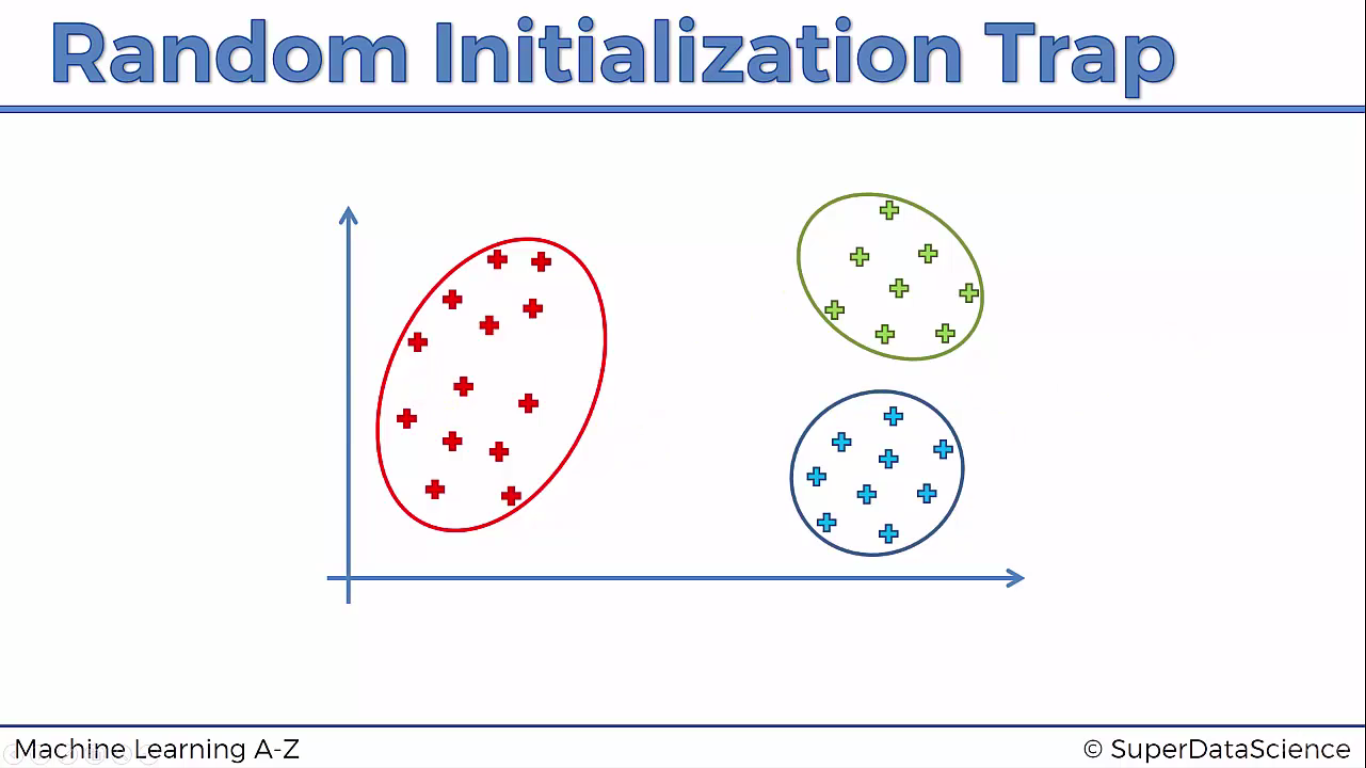 Random Initialization Trap
Machine Learning A-Z
© SuperDataScience